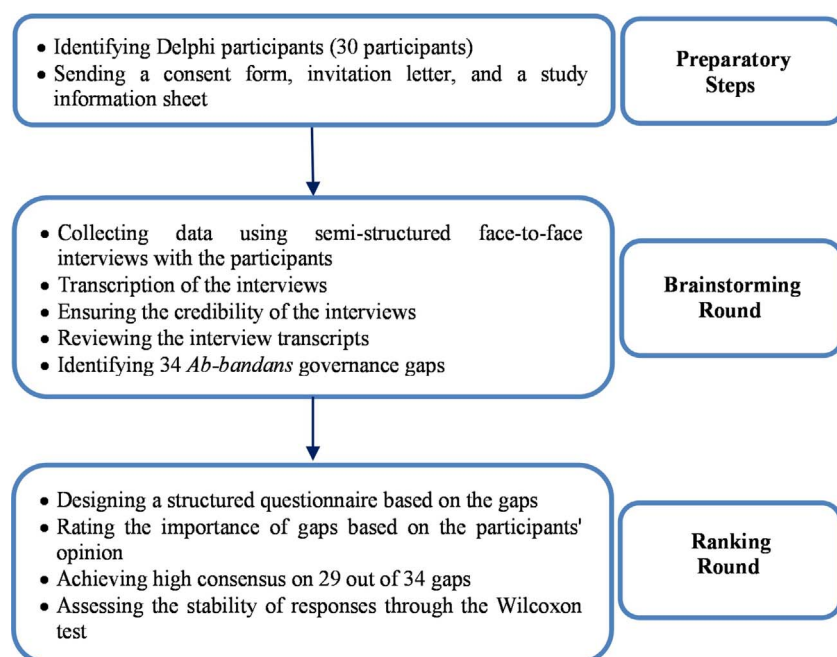 • Identifying Delphi participants (30 participants)
• Sending a consent form, invitation letter, and a study
information sheet
Preparatory
Steps
• Collecting data using semi-structured face-to-face
interviews with the participants
• Transcription of the interviews
• Ensuring the credibility of the interviews
• Reviewing the interview transcripts
• Identifying 34 Ab-bandans governance gaps
Brainstorming
Round
• Designing a structured questionnaire based on the gaps
• Rating the importance of gaps based on the participants'
opinion
• Achieving high consensus on 29 out of 34 gaps
• Assessing the stability of responses through the Wilcoxon
test
Ranking
Round